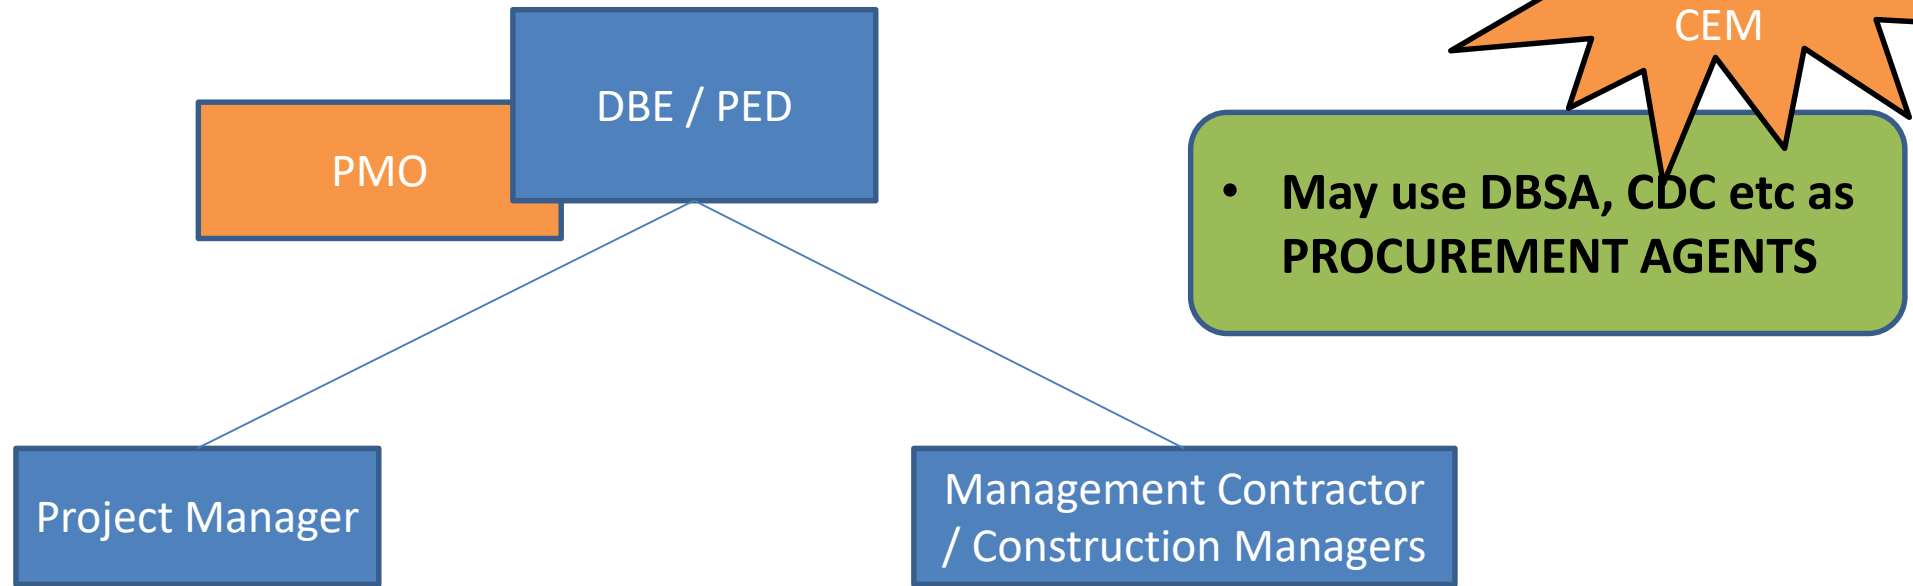 CEM
DBE / PED
PMO
• May use DBSA, CDC etc as
PROCUREMENT AGENTS
Project Manager
Management Contractor
/ Construction Managers